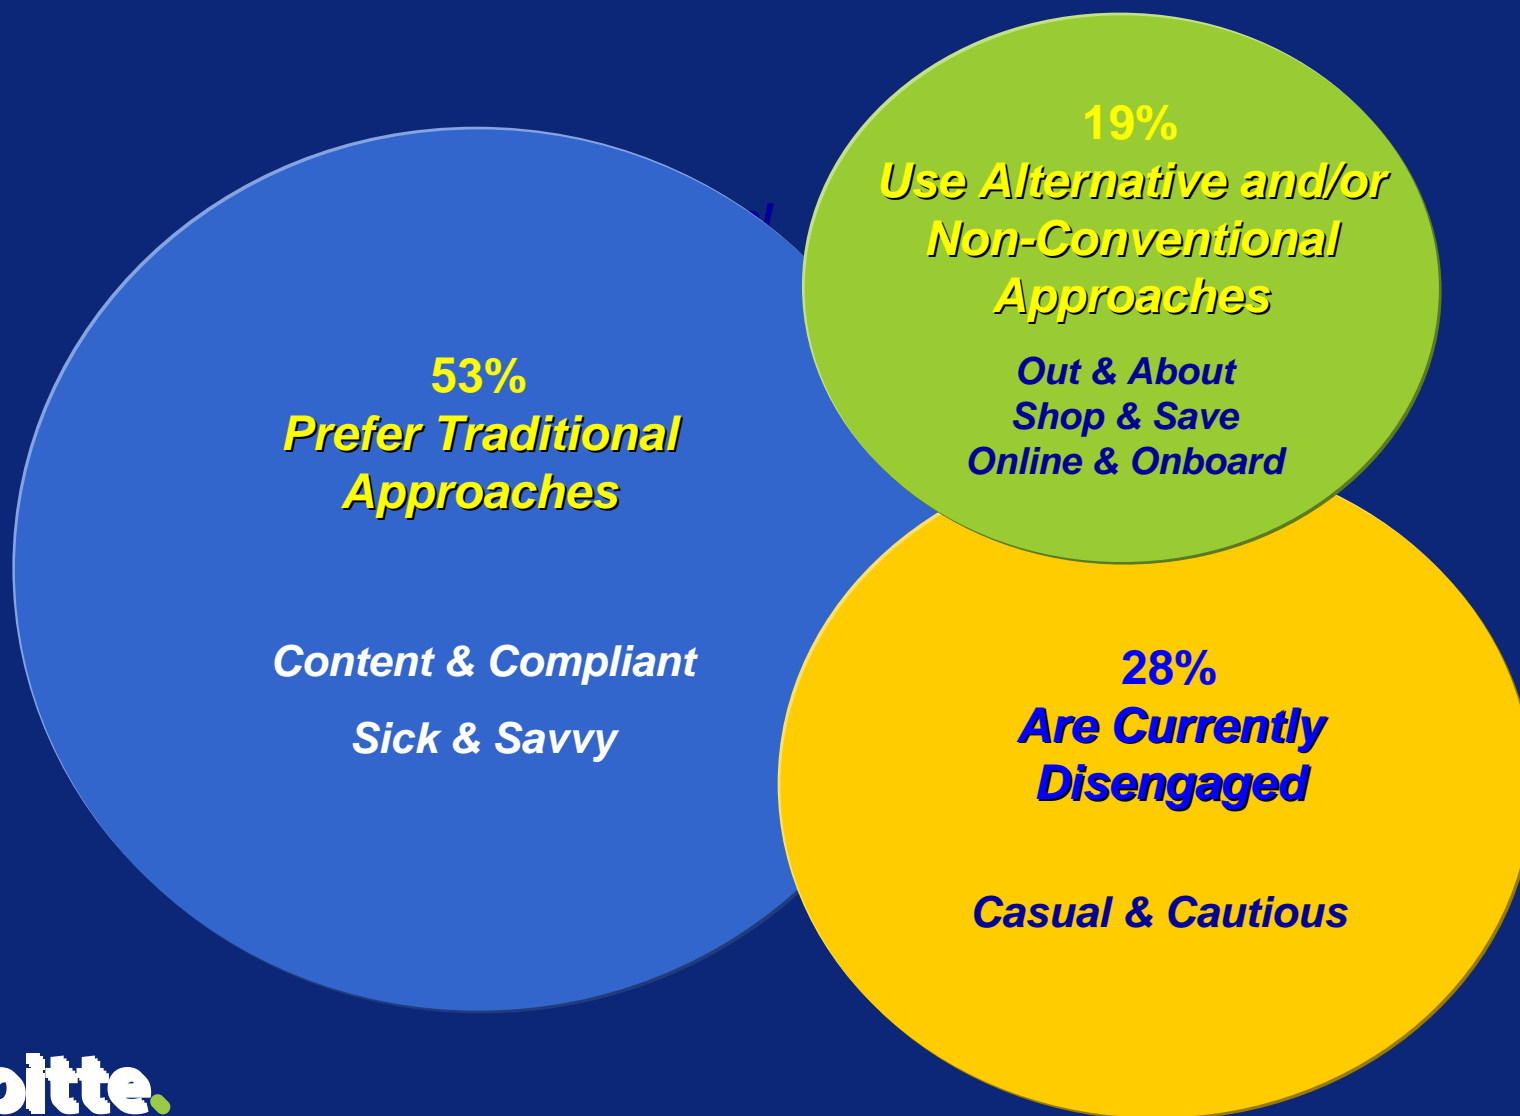 19%
Use Alternative and/or
Non-Conventional
Approaches
Out & About
Shop & Save
Online & Onboard
53%
Prefer Traditional
Approaches
Content & Compliant
Sick & Savvy
28%
Are Currently
Disengaged
Casual & Cautious
oitte.